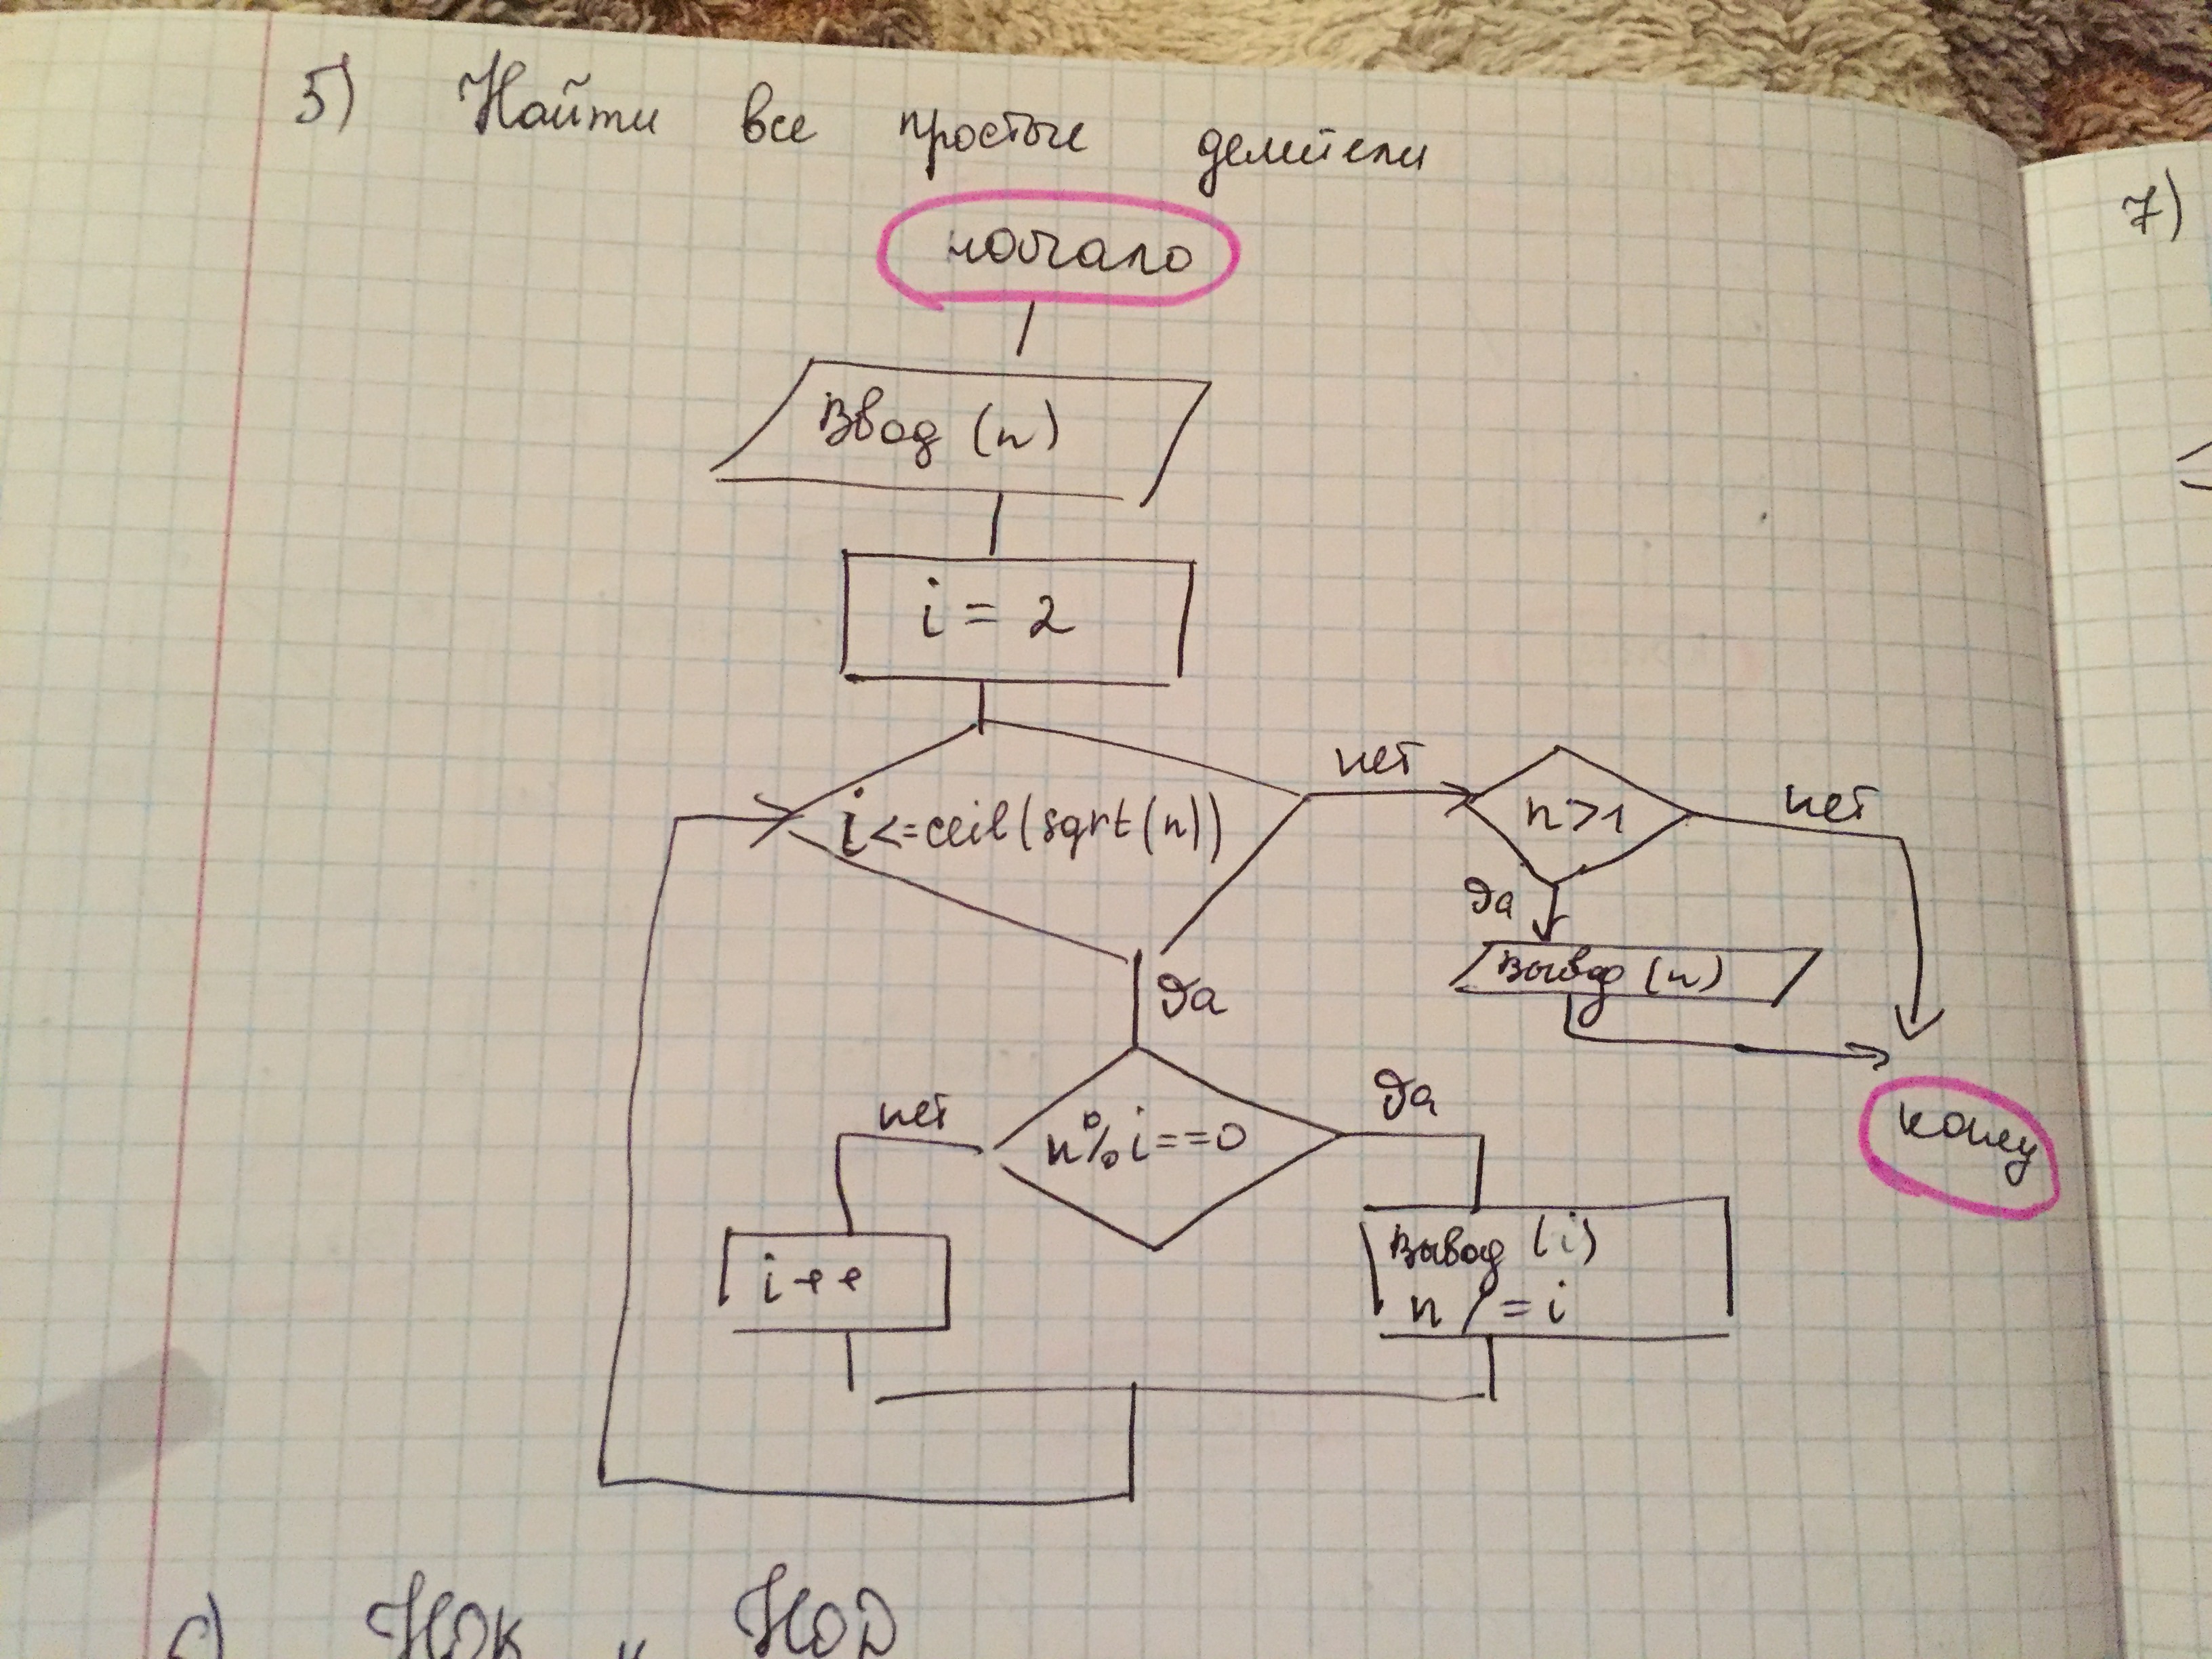 5) Найти все простые делители
начало
Ввод (n)
i = 2
i<=ceil(sqrt(n))
нет
да
n>1
нет
да
вывод (n)
n%i==0
нет
да
i++
вывод (i)
n/=i
конец
6) НОК и НОД
7)